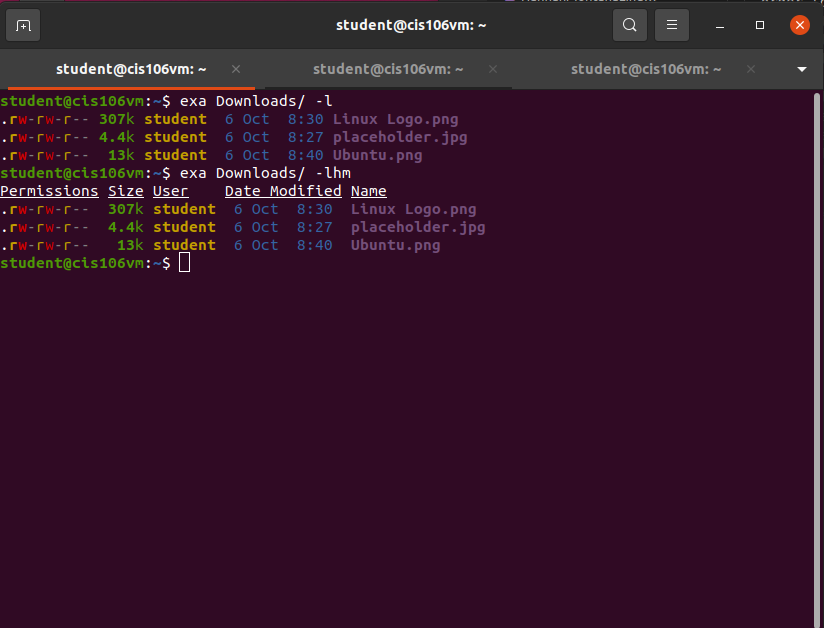 student@cis106vm: ~
student@cis106vm: ~ × student@cis106vm: ~ × student@cis106vm: ~ ×
student@cis106vm:~$ exa Downloads/ -l
.rw-rw-r-- 307k student  6 Oct  8:30 Linux Logo.png
.rw-rw-r-- 4.4k student  6 Oct  8:27 placeholder.jpg
.rw-rw-r--  13k student  6 Oct  8:40 Ubuntu.png
student@cis106vm:~$ exa Downloads/ -lhm
Permissions Size User    Date Modified Name
.rw-rw-r--  307k student  6 Oct  8:30  Linux Logo.png
.rw-rw-r--  4.4k student  6 Oct  8:27  placeholder.jpg
.rw-rw-r--   13k student  6 Oct  8:40  Ubuntu.png
student@cis106vm:~$